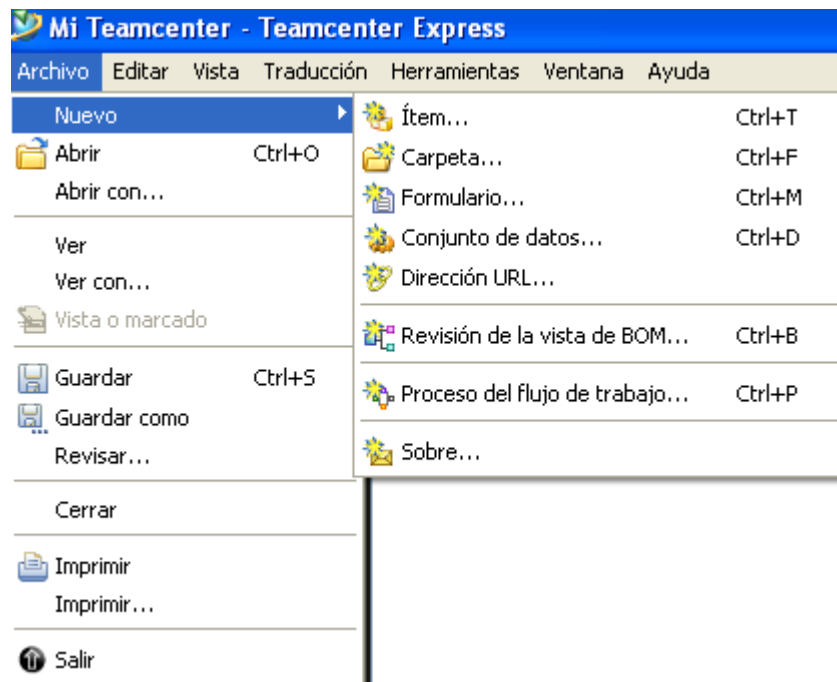 Mi Teamcenter - Teamcenter Express
Archivo Editar Vista Traducción Herramientas Ventana Ayuda
Nuevo
Abrir Ctrl+O
Abrir con...
Ver
Ver con...
Vista o marcado
Guardar Ctrl+S
Guardar como
Revisar...
Cerrar
Imprimir
Imprimir...
Salir
Ítem... Ctrl+T
Carpeta... Ctrl+F
Formulario... Ctrl+M
Conjunto de datos... Ctrl+D
Dirección URL...
Revisión de la vista de BOM... Ctrl+B
Proceso del flujo de trabajo... Ctrl+P
Sobre...